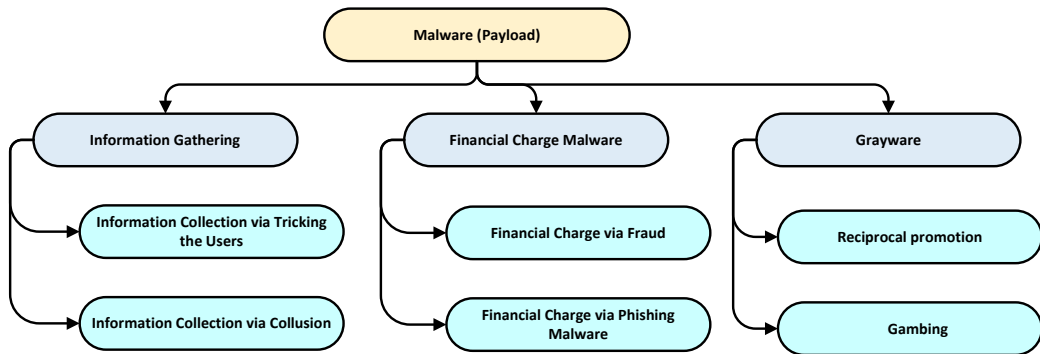 Malware (Payload)
Information Gathering
Financial Charge Malware
Grayware
Information Collection via Tricking
the Users
Financial Charge via Fraud
Reciprocal promotion
Information Collection via Collusion
Financial Charge via Phishing
Malware
Gambing